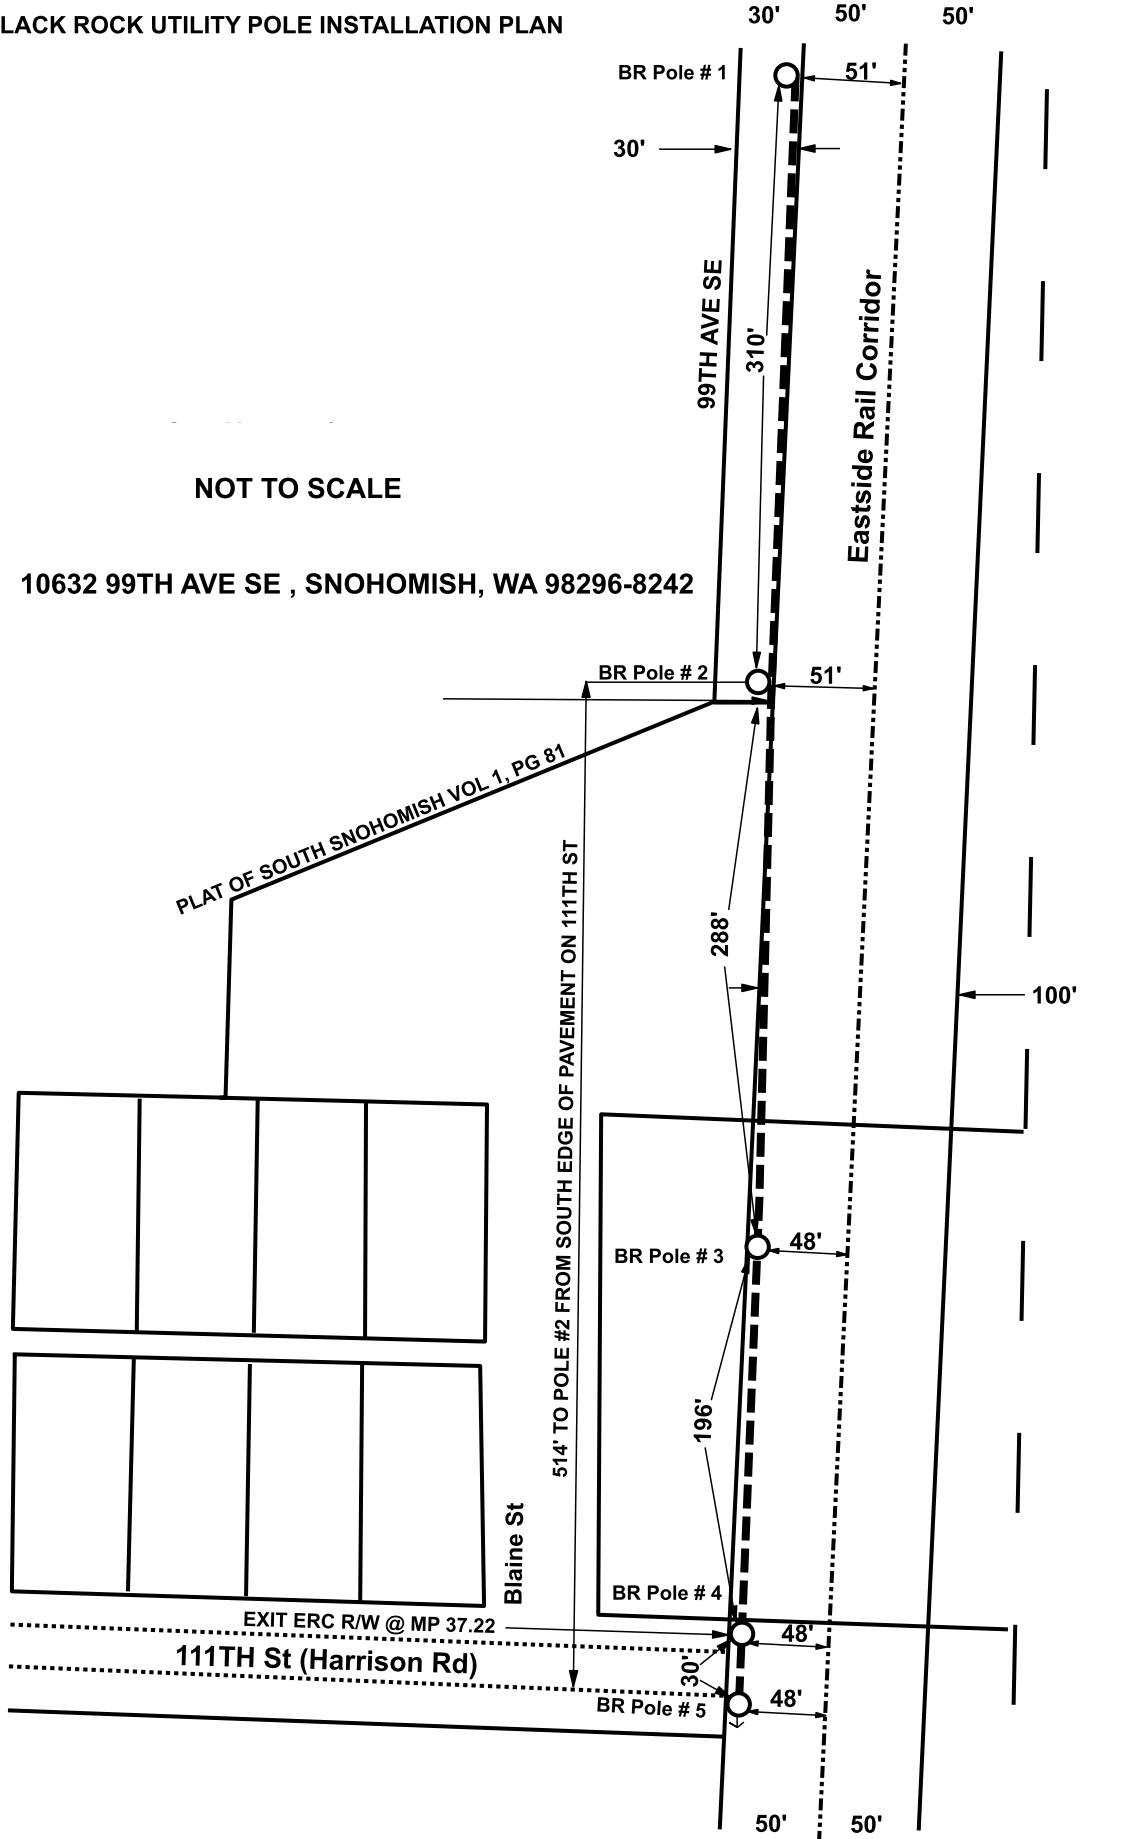 LACK ROCK UTILITY POLE INSTALLATION PLAN
30' 50' 50'
BR Pole # 1
51'
30'
99TH AVE SE
310'
Eastside Rail Corridor
NOT TO SCALE
10632 99TH AVE SE , SNOHOMISH, WA 98296-8242
BR Pole # 2
51'
PLAT OF SOUTH SNOHOMISH VOL 1, PG 81
514' TO POLE #2 FROM SOUTH EDGE OF PAVEMENT ON 111TH ST
288'
100'
BR Pole # 3
48'
196'
Blaine St
BR Pole # 4
EXIT ERC R/W @ MP 37.22
48'
111TH St (Harrison Rd)
30'
BR Pole # 5
48'
50' 50'